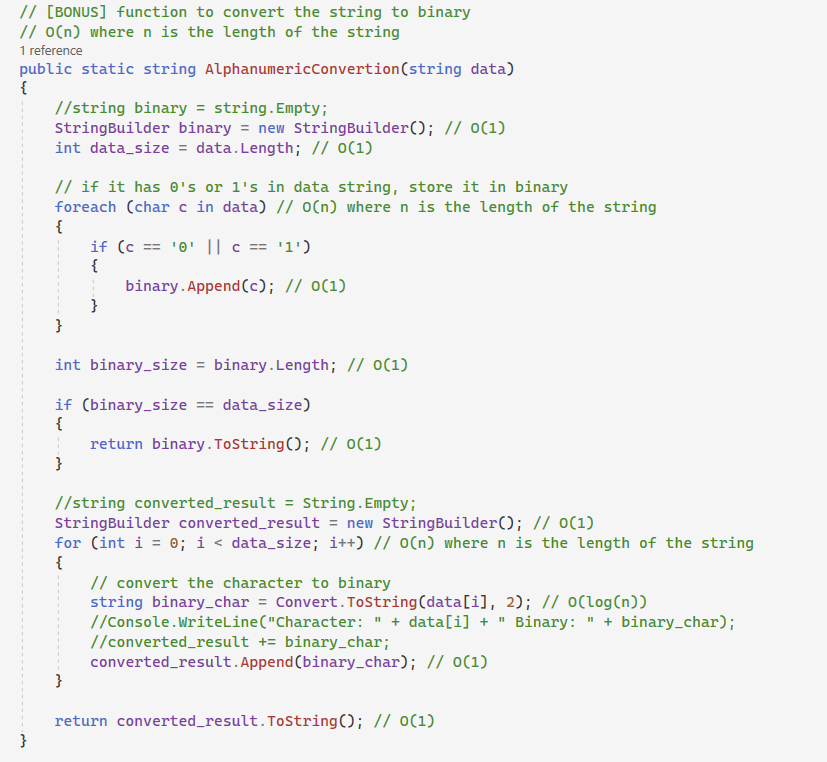 // [BONUS] function to convert the string to binary
// O(n) where n is the length of the string
1 reference
public static string AlphanumericConvertion(string data)
{
    //string binary = string.Empty;
    StringBuilder binary = new StringBuilder(); // O(1)
    int data_size = data.Length; // O(1)

    // if it has 0's or 1's in data string, store it in binary
    foreach (char c in data) // O(n) where n is the length of the string
    {
        if (c == '0' || c == '1')
        {
            binary.Append(c); // O(1)
        }
    }

    int binary_size = binary.Length; // O(1)

    if (binary_size == data_size)
    {
        return binary.ToString(); // O(1)
    }

    //string converted_result = String.Empty;
    StringBuilder converted_result = new StringBuilder(); // O(1)
    for (int i = 0; i < data_size; i++) // O(n) where n is the length of the string
    {
        // convert the character to binary
        string binary_char = Convert.ToString(data[i], 2); // O(log(n))
        //Console.WriteLine("Character: " + data[i] + " Binary: " + binary_char);
        //converted_result += binary_char;
        converted_result.Append(binary_char); // O(1)
    }

    return converted_result.ToString(); // O(1)
}